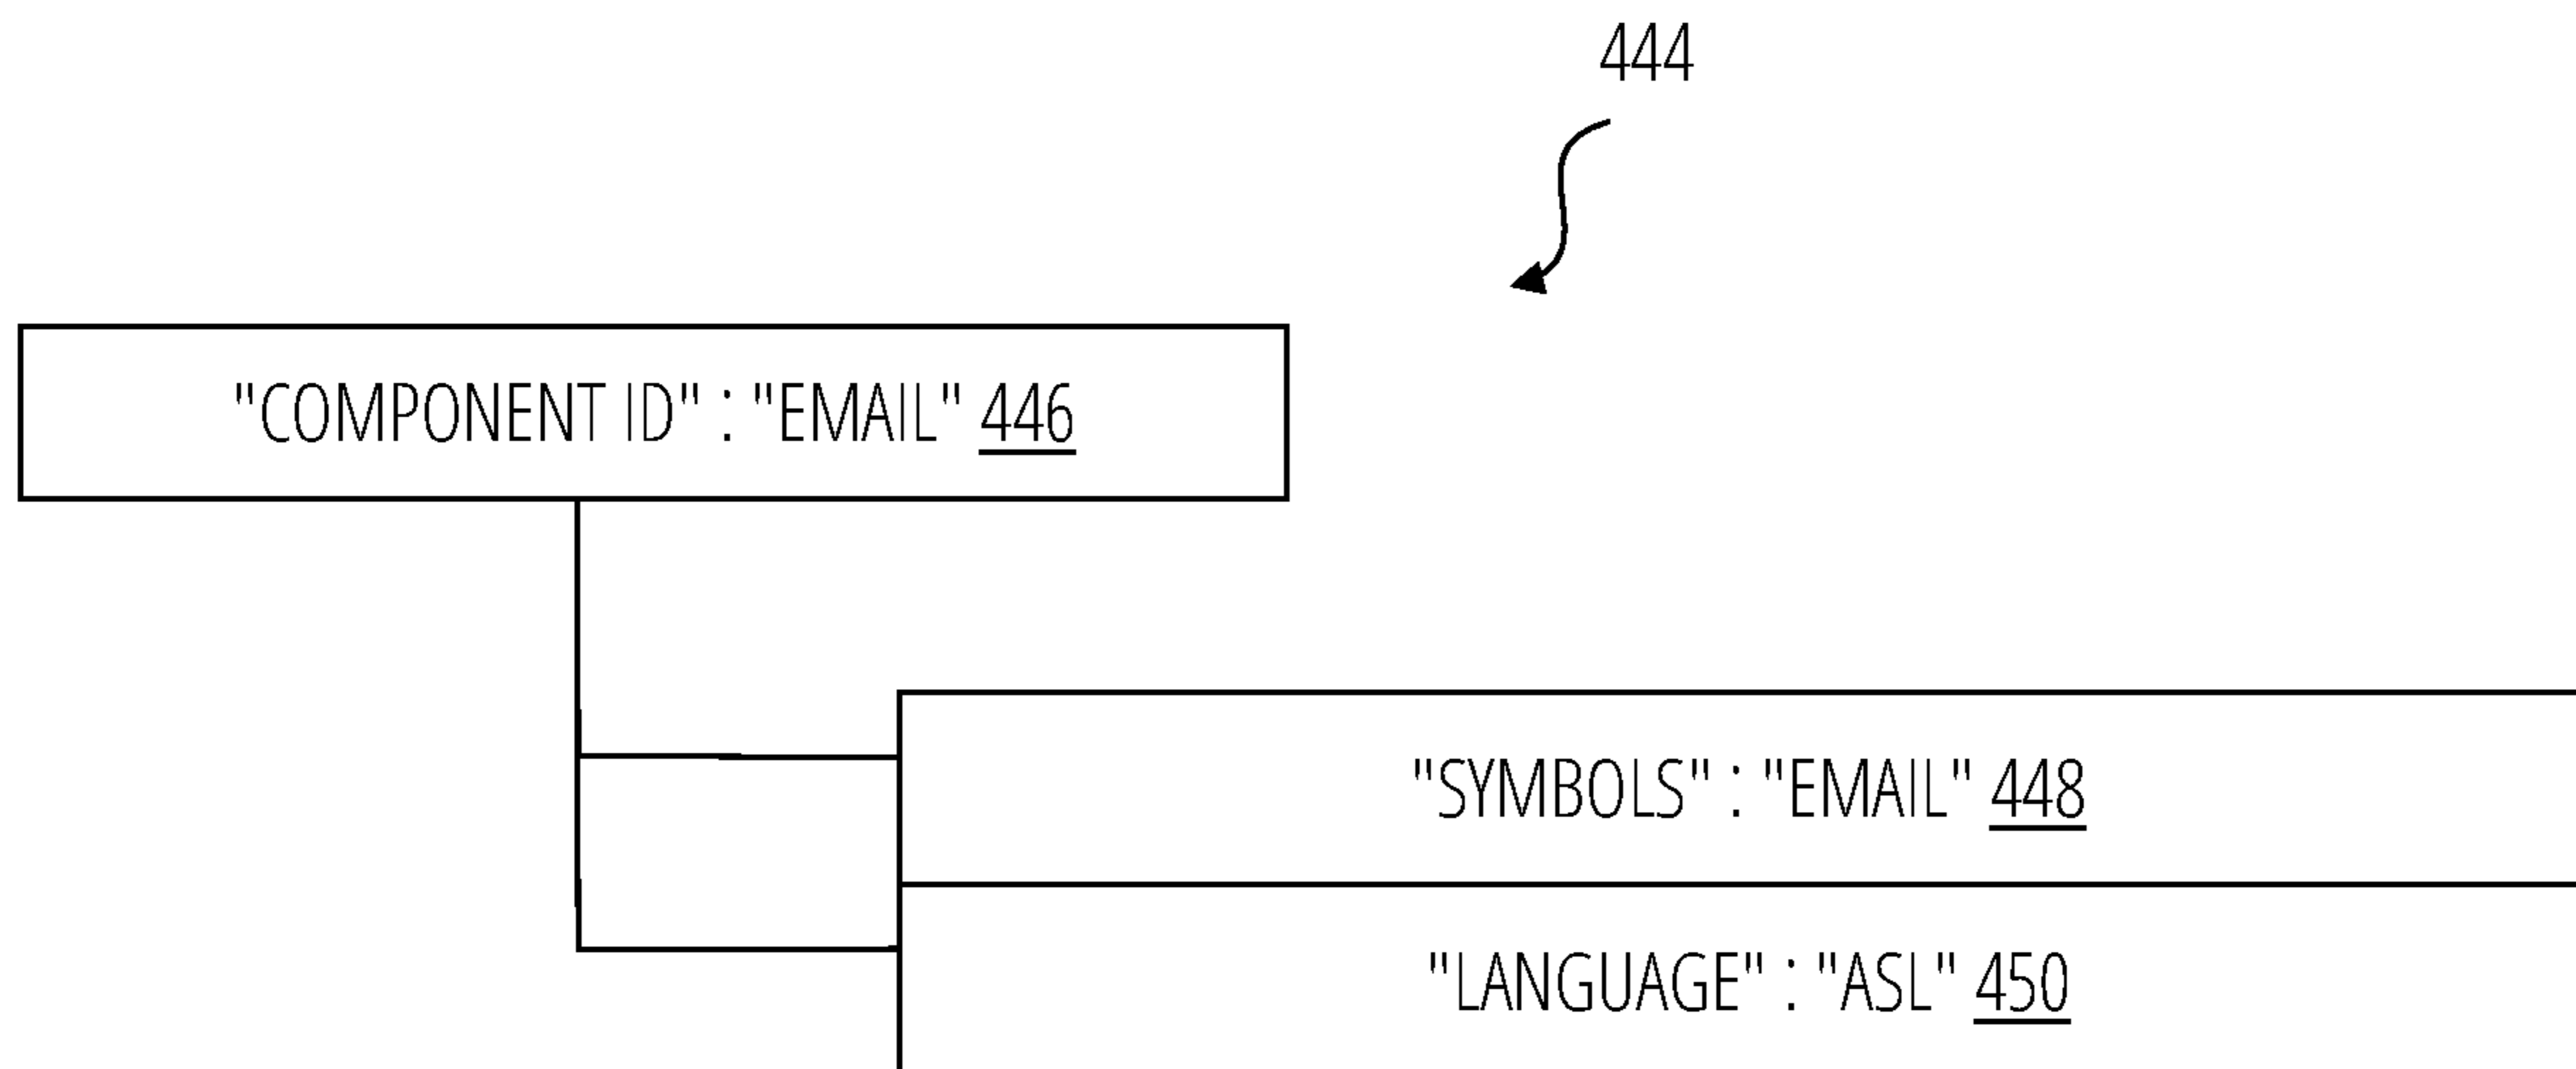 444
"COMPONENT ID" : "EMAIL" 446
"SYMBOLS" : "EMAIL" 448
"LANGUAGE" : "ASL" 450